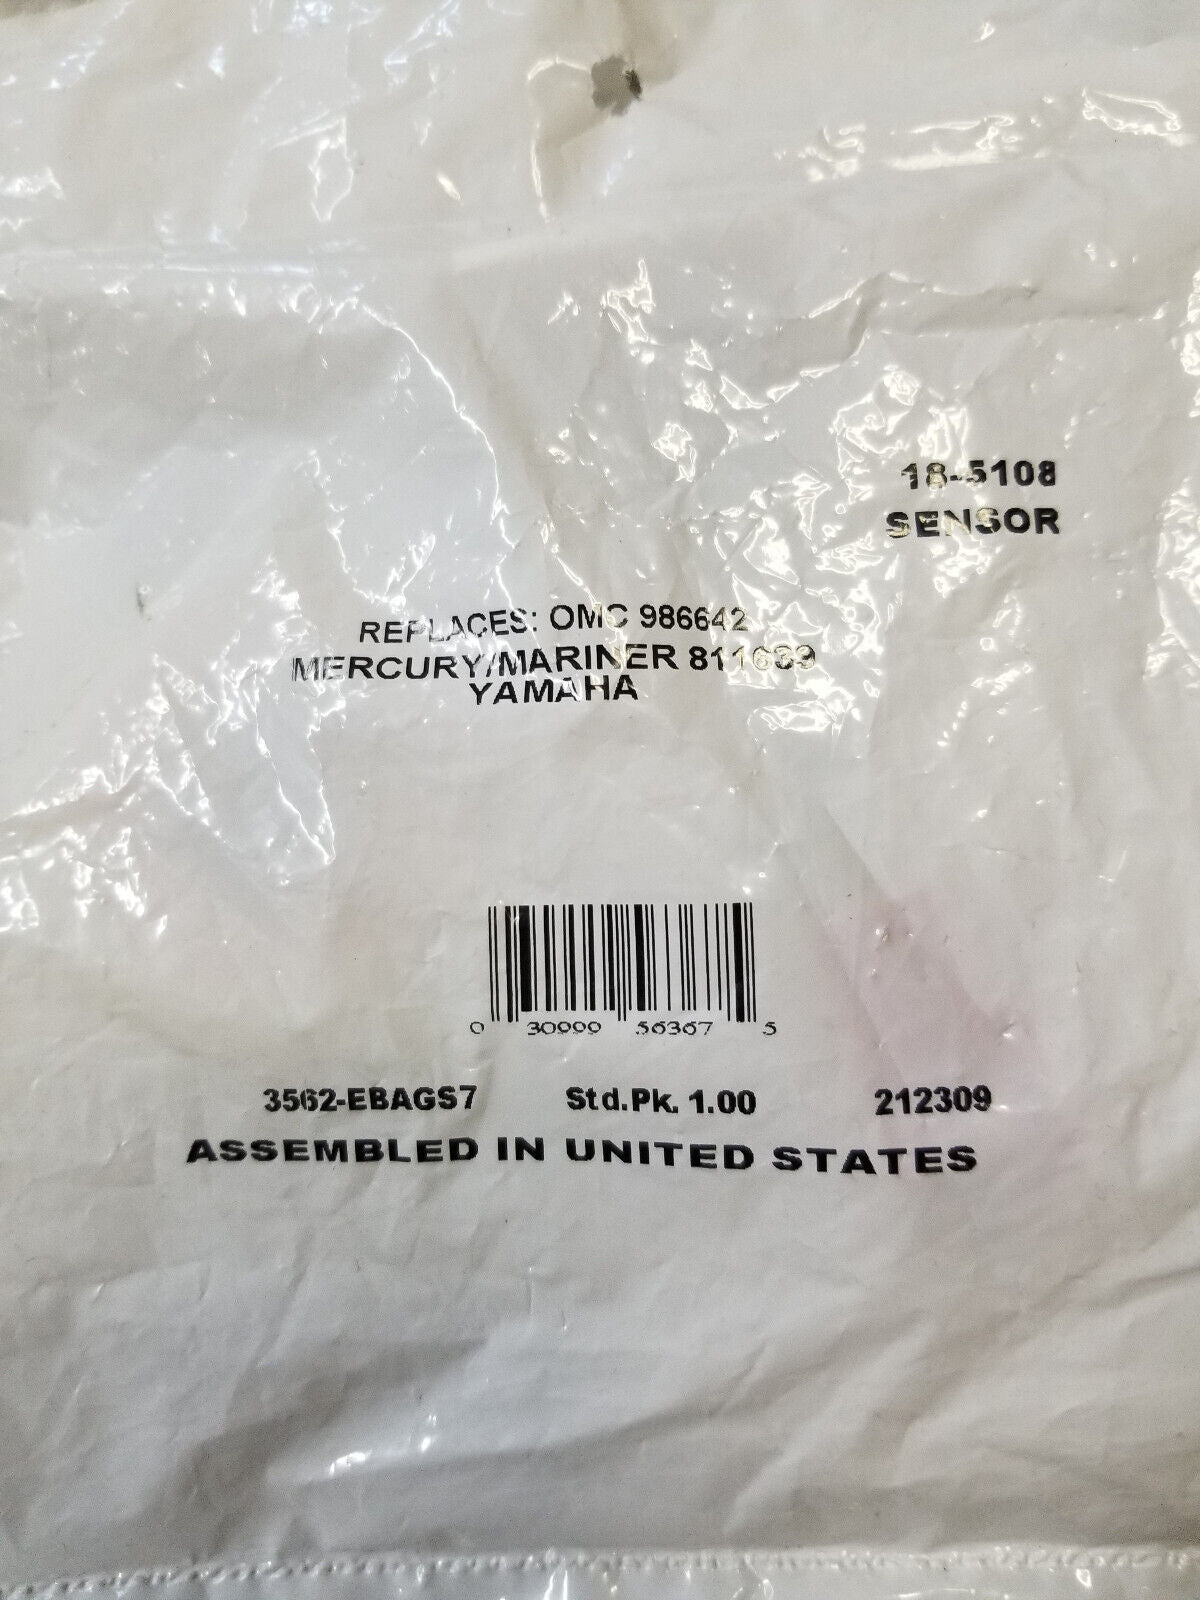 18-5108
SENSOR
REPLACES: OMC 986642
MERCURY/MARINER
YAMAHA
0 30999 56367 5
3562-EBAGS7 Std.Pk. 1.00 212309
ASSEMBLED IN UNITED STATES